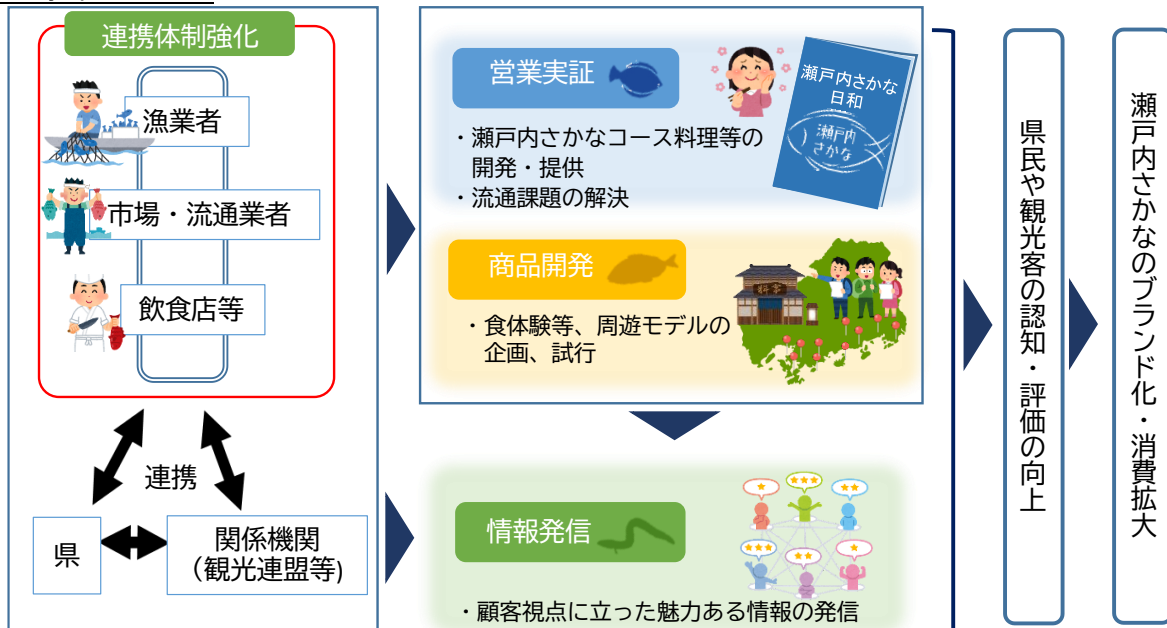 連携体制強化
漁業者
市場・流通業者
飲食店等
連携
県
関係機関
（観光連盟等)
営業実証
・瀬戸内さかなコース料理等の
開発・提供
・流通課題の解決
瀬戸内さかな
日和
瀬戸内
さかな
商品開発
・食体験等、周遊モデルの
企画、試行
料亭
情報発信
・顧客視点に立った魅力ある情報の発信
県民や観光客の認知・評価の向上
瀬戸内さかなのブランド化・消費拡大